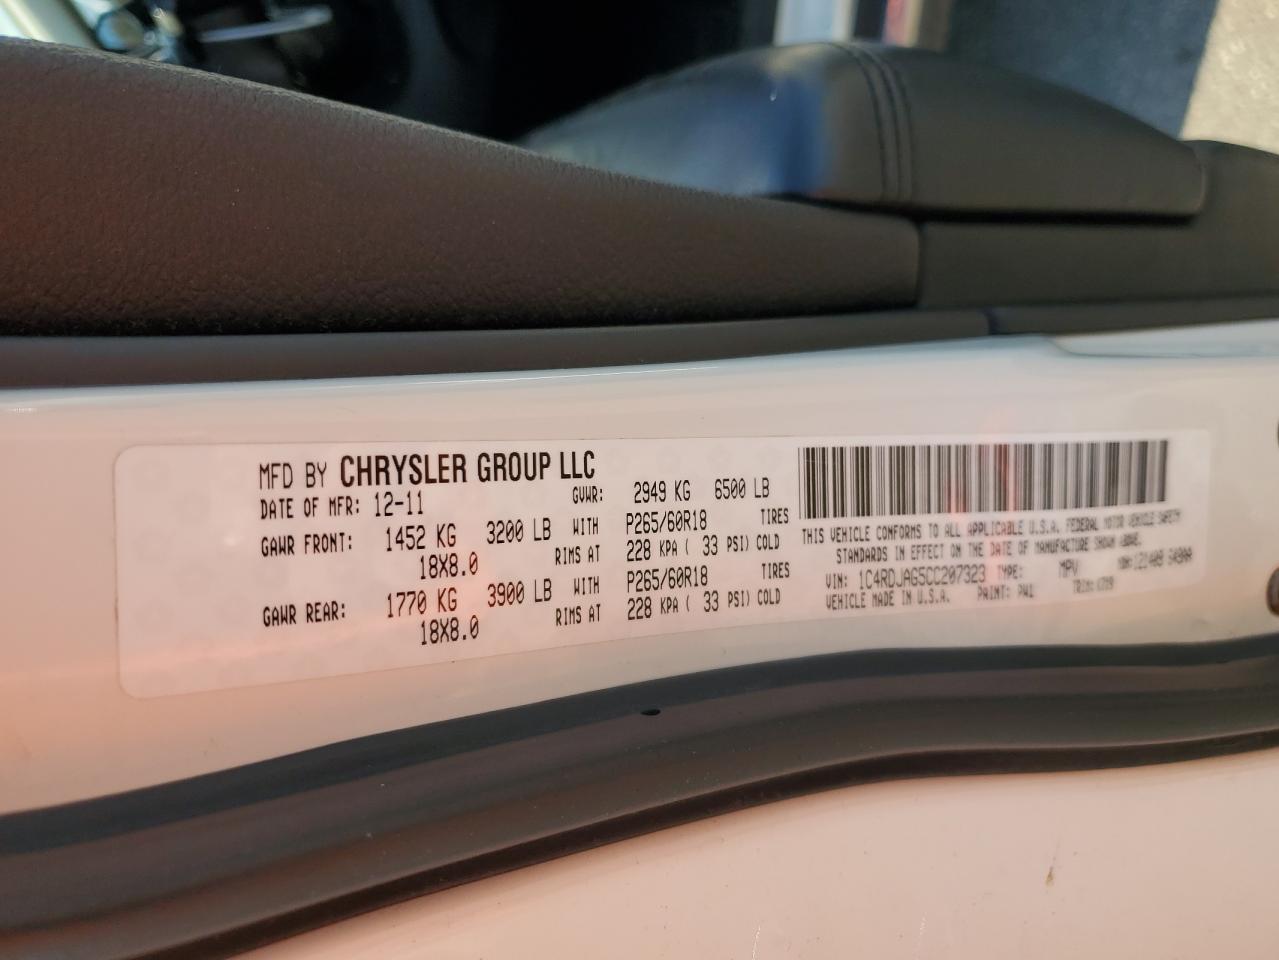 MFD BY CHRYSLER GROUP LLC
DATE OF MFR: 12-11 GVWR: 2949 KG 6500 LB
GAWR FRONT: 1452 KG 3200 LB WITH P265/60R18 TIRES
18X8.0 RIMS AT 228 KPA ( 33 PSI) COLD
GAWR REAR: 1770 KG 3900 LB WITH P265/60R18 TIRES
18X8.0 RIMS AT 228 KPA ( 33 PSI) COLD
THIS VEHICLE CONFORMS TO ALL APPLICABLE U.S.A. FEDERAL MOTOR VEHICLE SAFETY
STANDARDS IN EFFECT ON THE DATE OF MANUFACTURE SHOWN ABOVE.
VIN: 1C4RDJAG5CC207323 TYPE: MPV MDH:
VEHICLE MADE IN U.S.A. PAINT: PW1 TRIM: